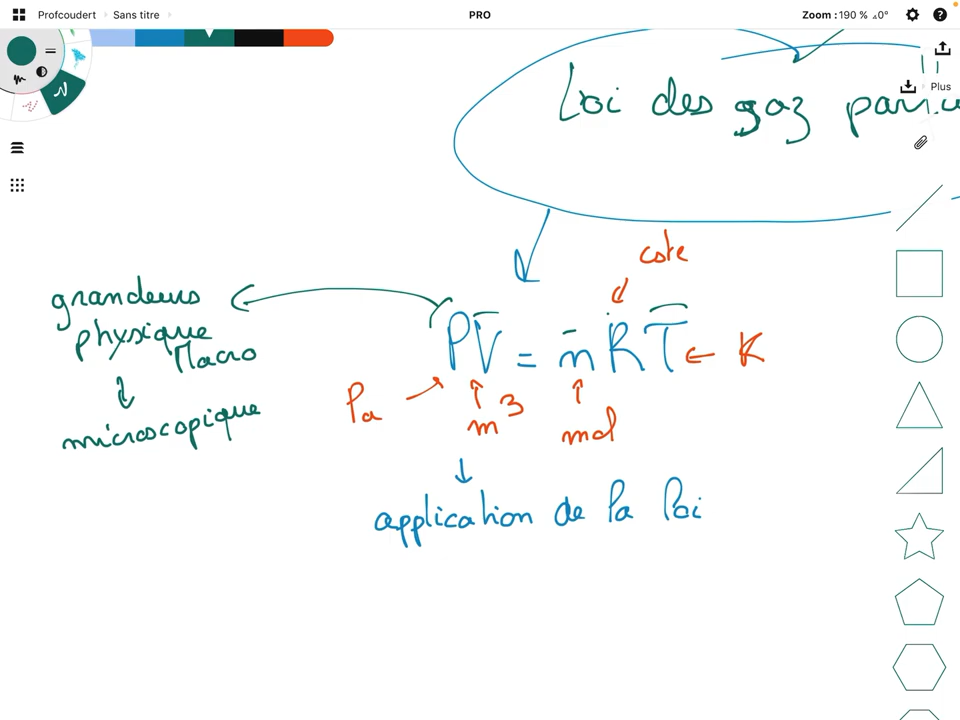 Profcoudert
Sans titre
PRO
Zoom : 190 % ⊿0°
Plus
Loi des gaz
cste
grandeurs
physique
Macro
microscopique
PV = nRT ← K
Pa
m3
mol
application de la loi